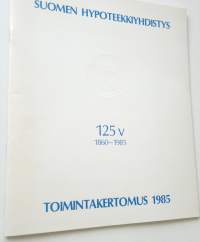 SUOMEN HYPOTEEKKIYHDISTYS
125 v
1860–1985
TOIMINTAKERTOMUS 1985